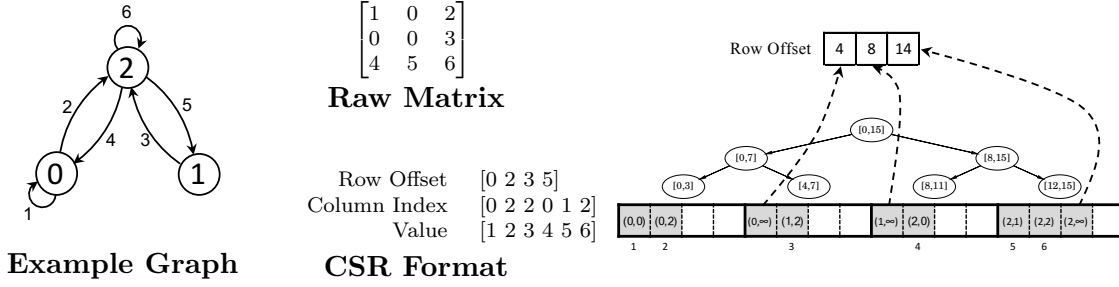 6
2
2
4
3
5
0
1
1
Example Graph
1 0 2
0 0 3
4 5 6
Raw Matrix
Row Offset [0 2 3 5]
Column Index [0 2 2 0 1 2]
Value [1 2 3 4 5 6]
CSR Format
Row Offset 4 8 14
[0,15]
[0,7] [8,15]
[0,3] [4,7] [8,11] [12,15]
(0,0) (0,2) (0,∞) (1,2) (1,∞) (2,0) (2,1) (2,2) (2,∞)
1 2 3 4 5 6